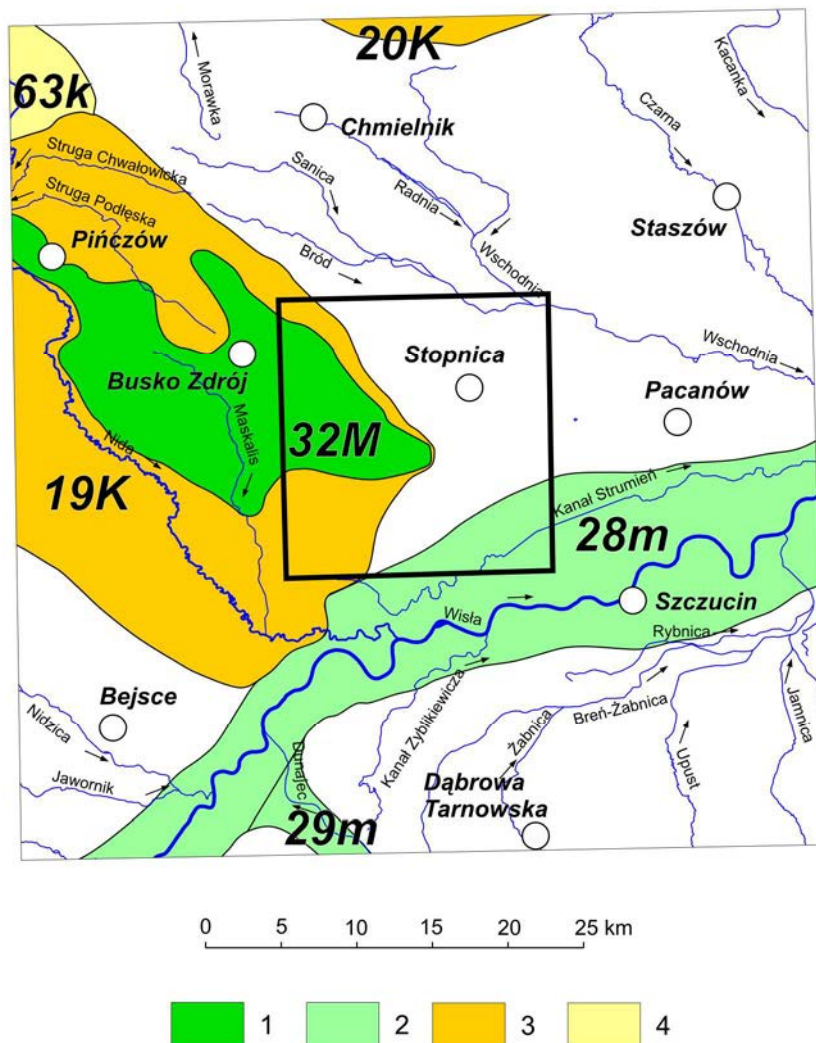 20K
63k
Morawka
Kacanka
Czarna
Chmielnik
Struga Chwałowicka
Sanica
Radnia
Struga Podłęska
Staszów
Pińczów
Bród
Wschodnia
Stopnica
Wschodnia
Busko Zdrój
Pacanów
Maskalis
32M
Nida
19K
Kanał Strumień
28m
Szczucin
Wisła
Rybnica
Bejsce
Nidzica
Kanał Zybilkiewicza
Żabnica
Breń-Żabnica
Jamnica
Upust
Dunajec
Jawornik
Dąbrowa
Tarnowska
29m
0 5 10 15 20 25 km
1 2 3 4